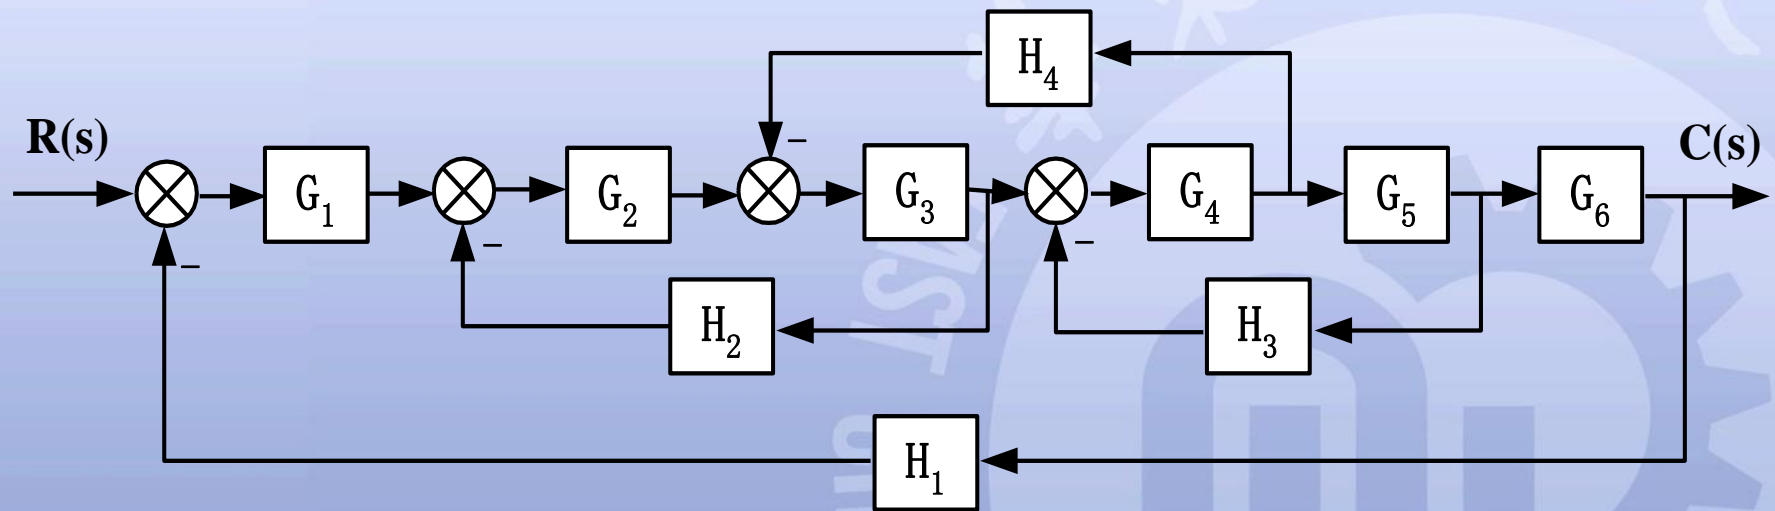 H₄
R(s)
C(s)
−
G₁
G₂
G₃
G₄
G₅
G₆
−
−
−
H₂
H₃
H₁